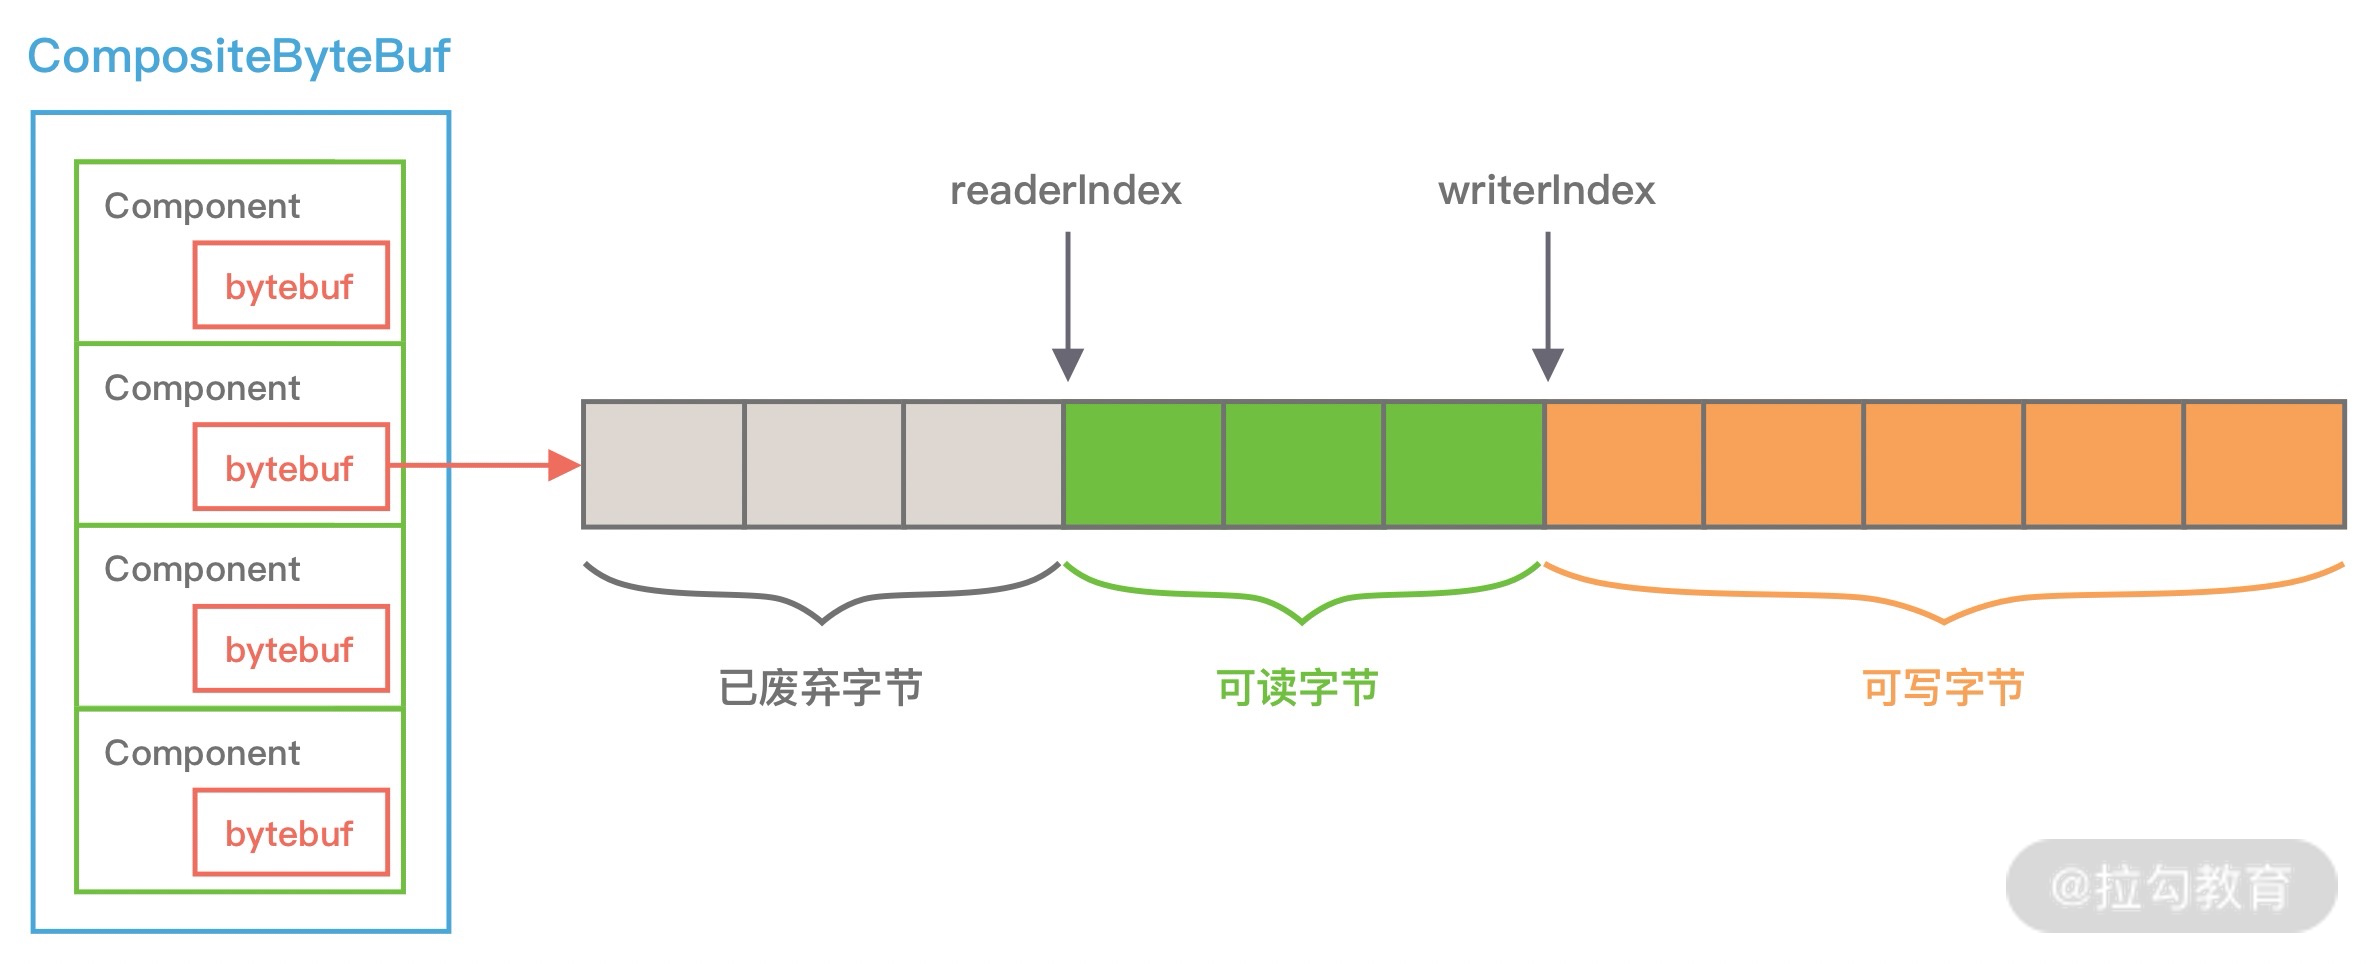 CompositeByteBuf
Component
bytebuf
Component
bytebuf
Component
bytebuf
Component
bytebuf
readerIndex
writerIndex
已废弃字节
可读字节
可写字节
@拉勾教育